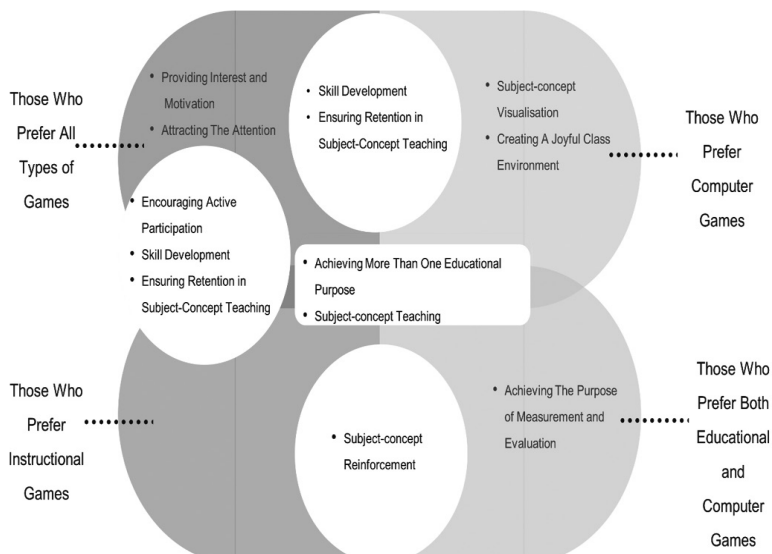 Those Who
Prefer All
Types of
Games
• Providing Interest and
Motivation
• Attracting The Attention
• Skill Development
• Ensuring Retention in
Subject-Concept Teaching
• Subject-concept
Visualisation
• Creating A Joyful Class
Environment
Those Who
Prefer
Computer
Games
• Encouraging Active
Participation
• Skill Development
• Ensuring Retention in
Subject-Concept Teaching
• Achieving More Than One Educational
Purpose
• Subject-concept Teaching
Those Who
Prefer
Instructional
Games
• Subject-concept
Reinforcement
• Achieving The Purpose
of Measurement and
Evaluation
Those Who
Prefer Both
Educational
and
Computer
Games